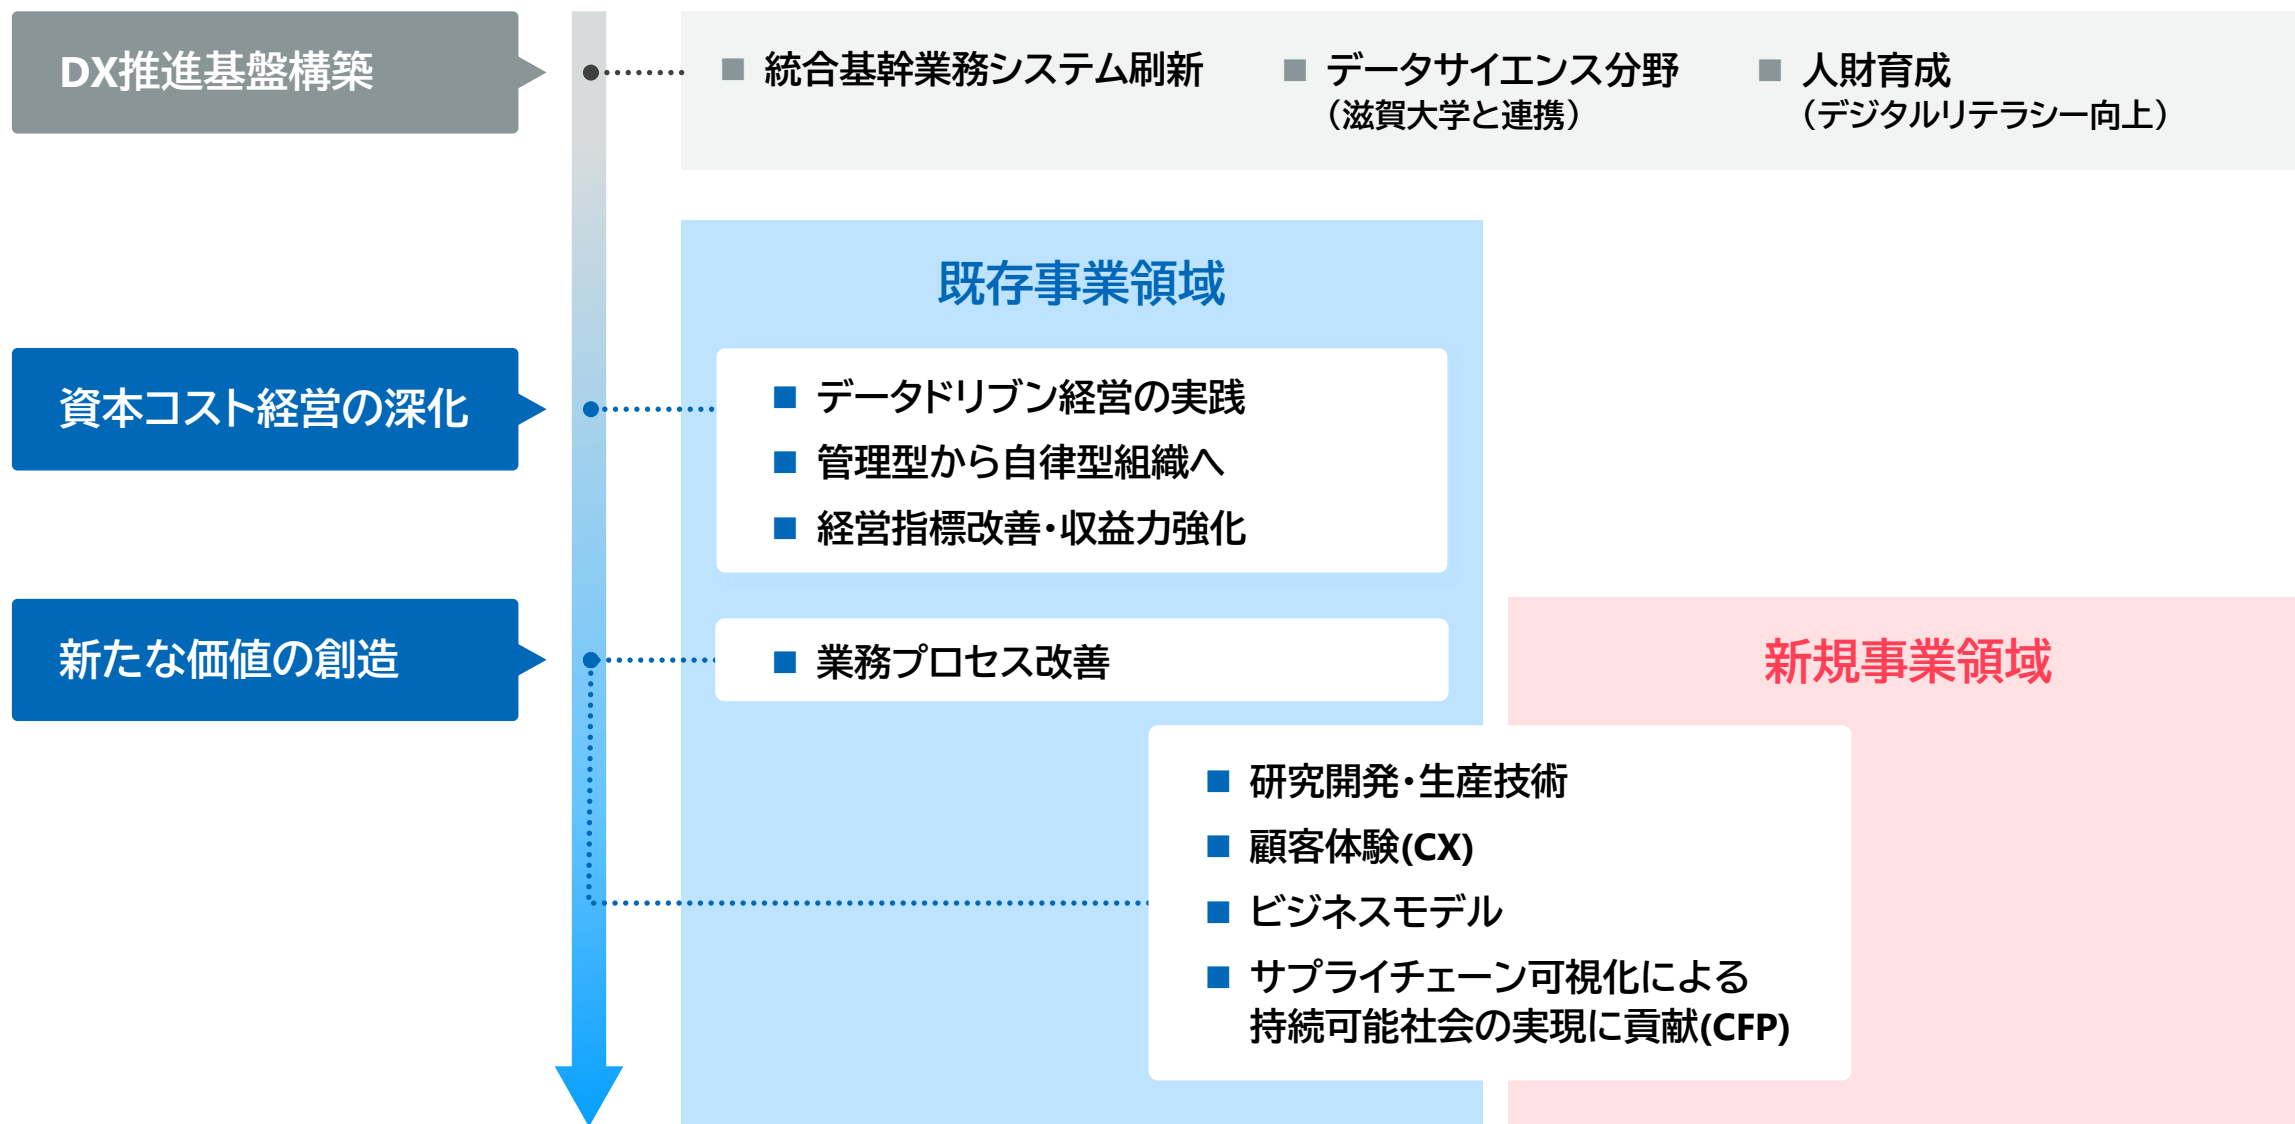 DX推進基盤構築
■ 統合基幹業務システム刷新
■ データサイエンス分野
（滋賀大学と連携）
■ 人財育成
（デジタルリテラシー向上）
既存事業領域
資本コスト経営の深化
■ データドリブン経営の実践
■ 管理型から自律型組織へ
■ 経営指標改善・収益力強化
新たな価値の創造
■ 業務プロセス改善
新規事業領域
■ 研究開発・生産技術
■ 顧客体験(CX)
■ ビジネスモデル
■ サプライチェーン可視化による
持続可能社会の実現に貢献(CFP)